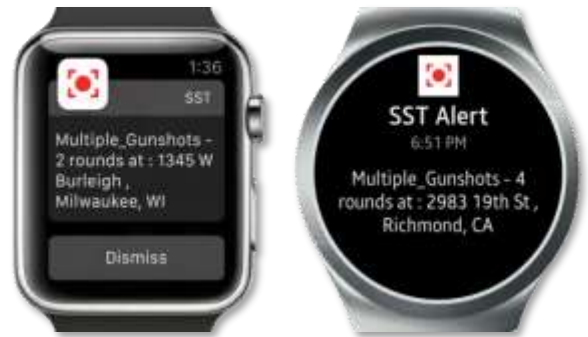 1:36
SST
Multiple_Gunshots -
2 rounds at : 1345 W
Burleigh ,
Milwaukee, WI
Dismiss
SST Alert
6:51 PM
Multiple_Gunshots - 4
rounds at : 2983 19th St ,
Richmond, CA